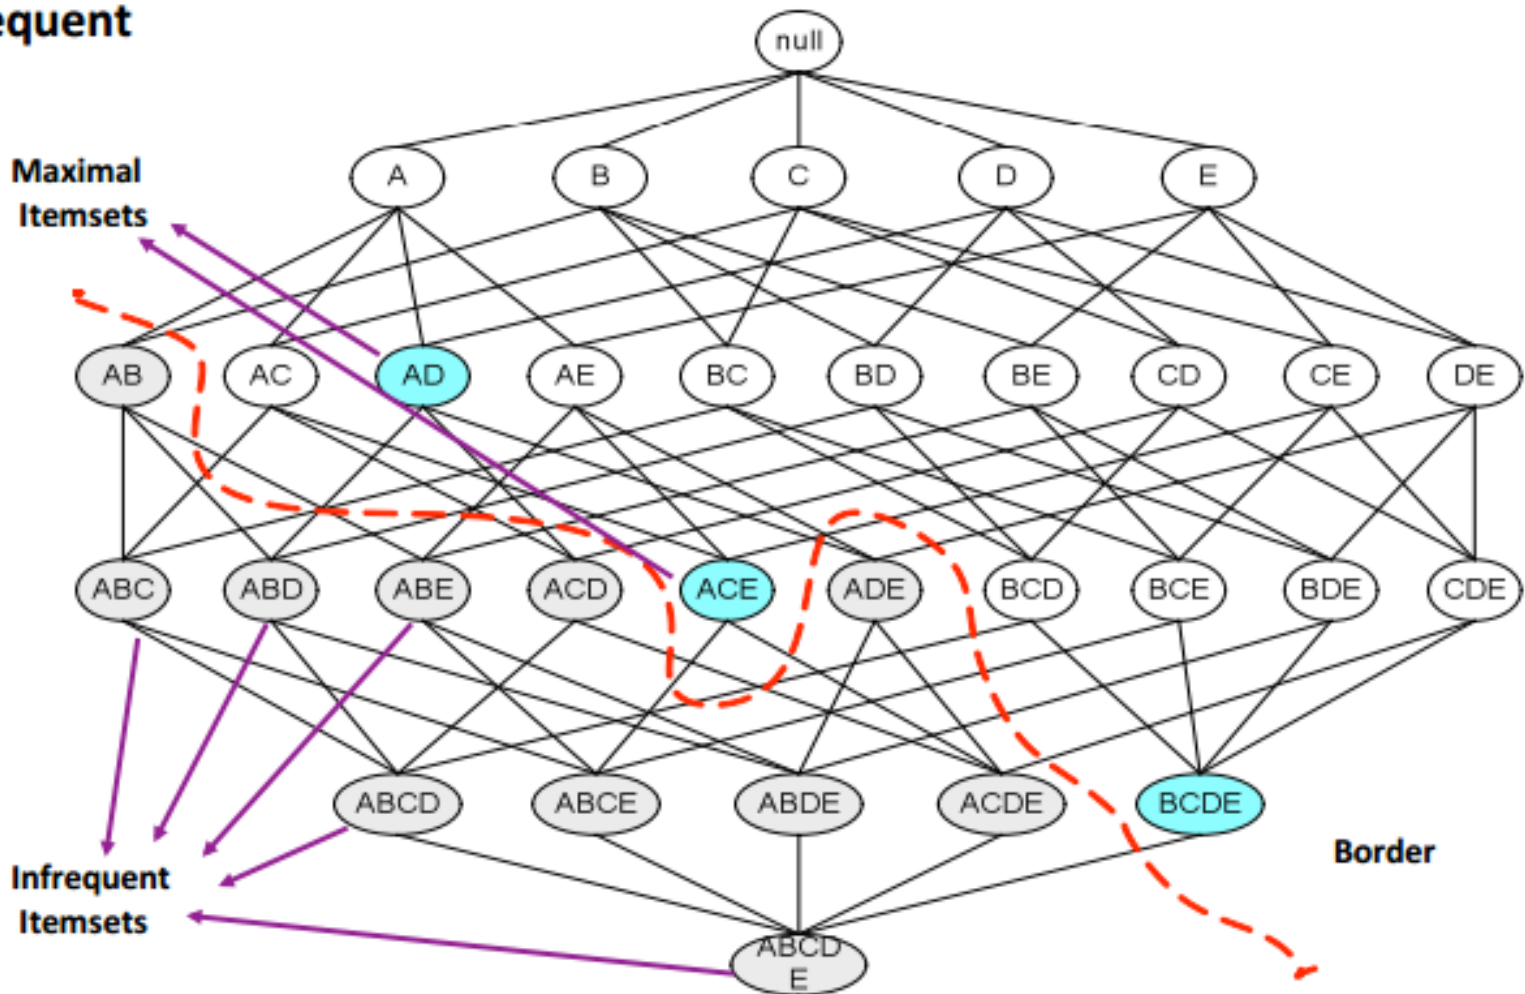 equent
null
A
B
C
D
E
Maximal
Itemsets
AB
AC
AD
AE
BC
BD
BE
CD
CE
DE
ABC
ABD
ABE
ACD
ACE
ADE
BCD
BCE
BDE
CDE
ABCD
ABCE
ABDE
ACDE
BCDE
Border
Infrequent
Itemsets
ABCD
E